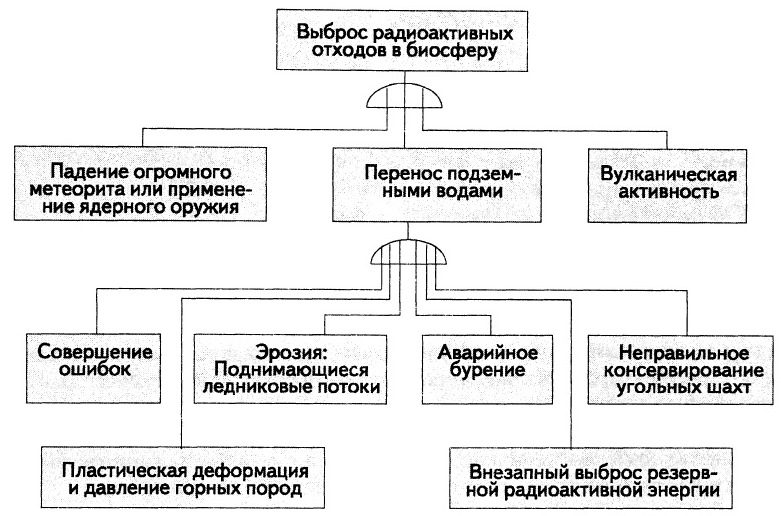 Выброс радиоактивных
отходов в биосферу
Падение огромного
метеорита или примене-
ние ядерного оружия
Перенос подзем-
ными водами
Вулканическая
активность
Совершение
ошибок
Эрозия:
Поднимающиеся
ледниковые потоки
Аварийное
бурение
Неправильное
консервирование
угольных шахт
Пластическая деформация
и давление горных пород
Внезапный выброс резерв-
ной радиоактивной энергии